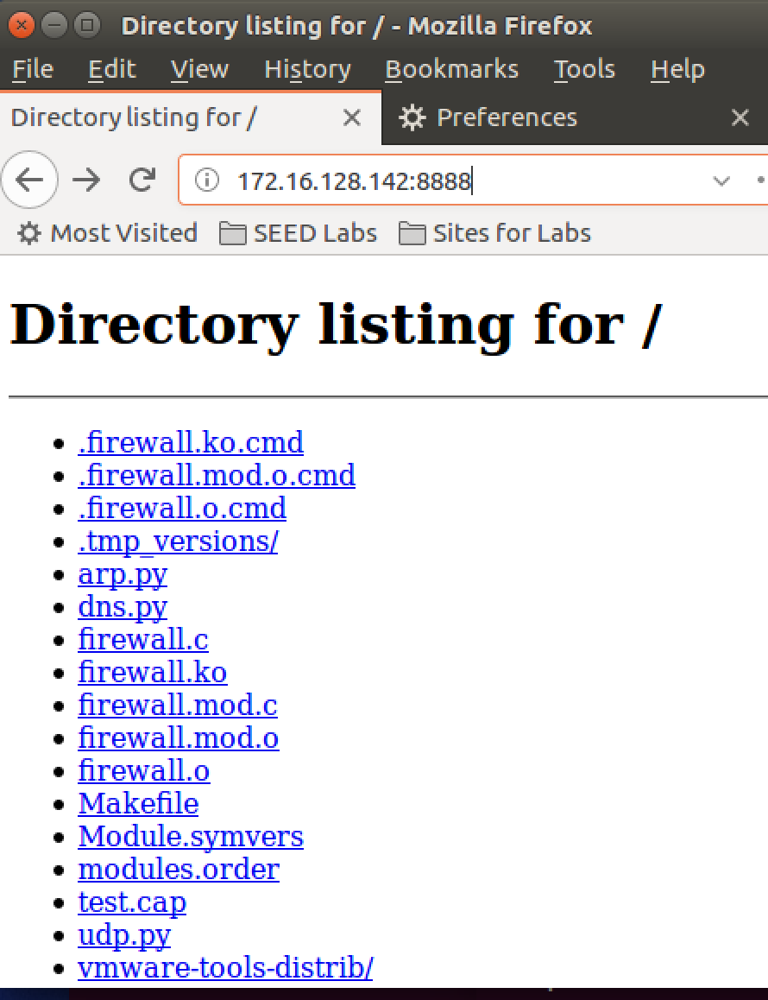 Directory listing for / - Mozilla Firefox
File Edit View History Bookmarks Tools Help
Directory listing for / Preferences
172.16.128.142:8888
Most Visited SEED Labs Sites for Labs
Directory listing for /
.firewall.ko.cmd
.firewall.mod.o.cmd
.firewall.o.cmd
.tmp_versions/
arp.py
dns.py
firewall.c
firewall.ko
firewall.mod.c
firewall.mod.o
firewall.o
Makefile
Module.symvers
modules.order
test.cap
udp.py
vmware-tools-distrib/